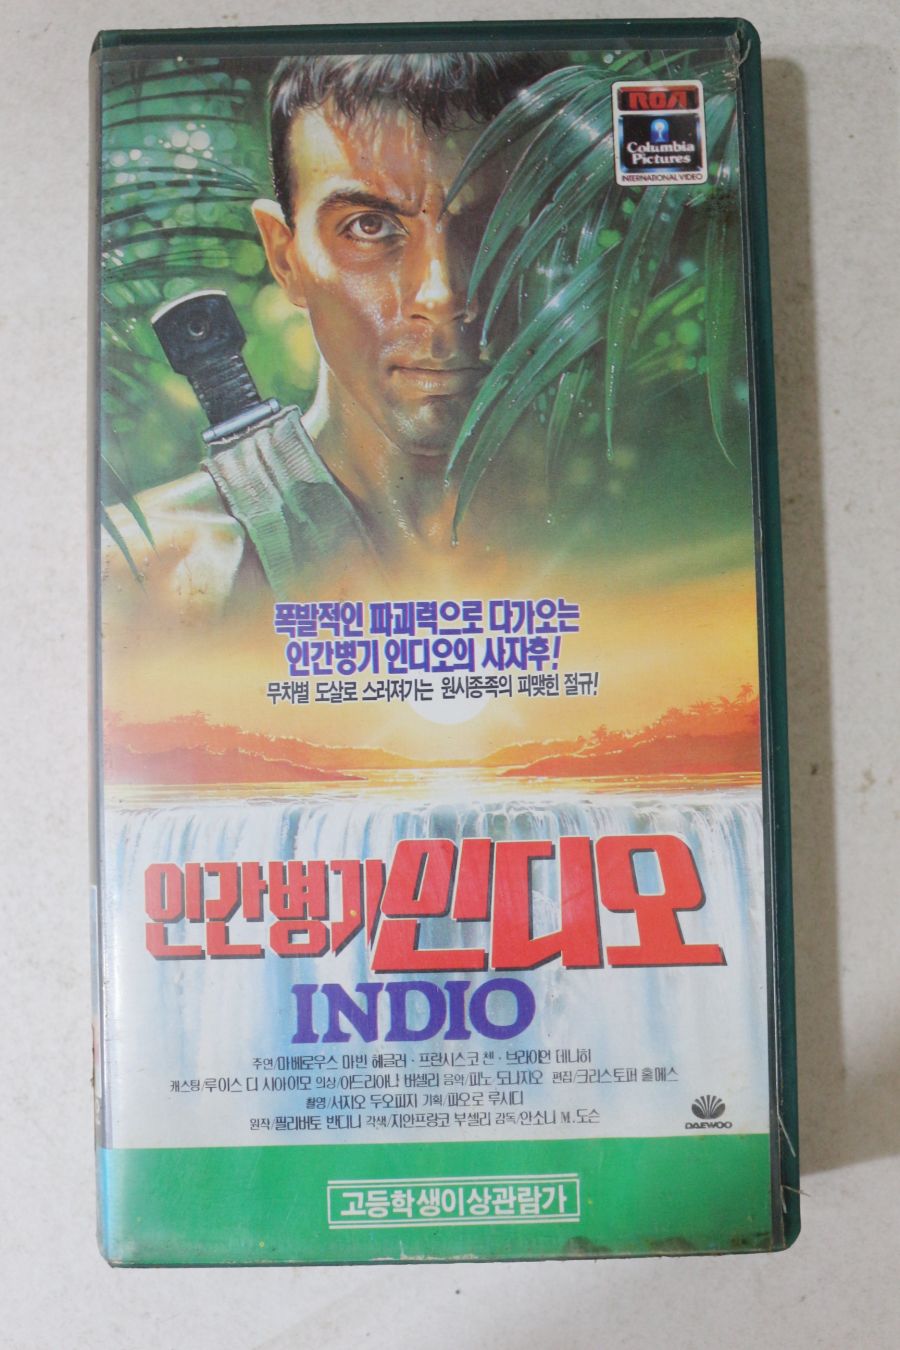 RCA
Columbia
Pictures
INTERNATIONAL VIDEO
폭발적인 파괴력으로 다가오는
인간병기 인디오의 사자후!
무차별 도살로 스러져가는 원시종족의 피맺힌 절규!
인간병기 인디오
INDIO
주연/마베로우스 마빈 헤글러·프란시스코 첸·브라이언 데니히
캐스팅/루이스 디 시아이모 의상/아드리아나 버셀리 음악/피노 도나지오 편집/크리스토퍼 홀메스
촬영/서지오 두오피지 기획/파오로 루시디
원작/필리버토 밴디니 각색/지안프랑코 부셀리 감독/안소니 M.도슨
DAEWOO
고등학생이상관람가